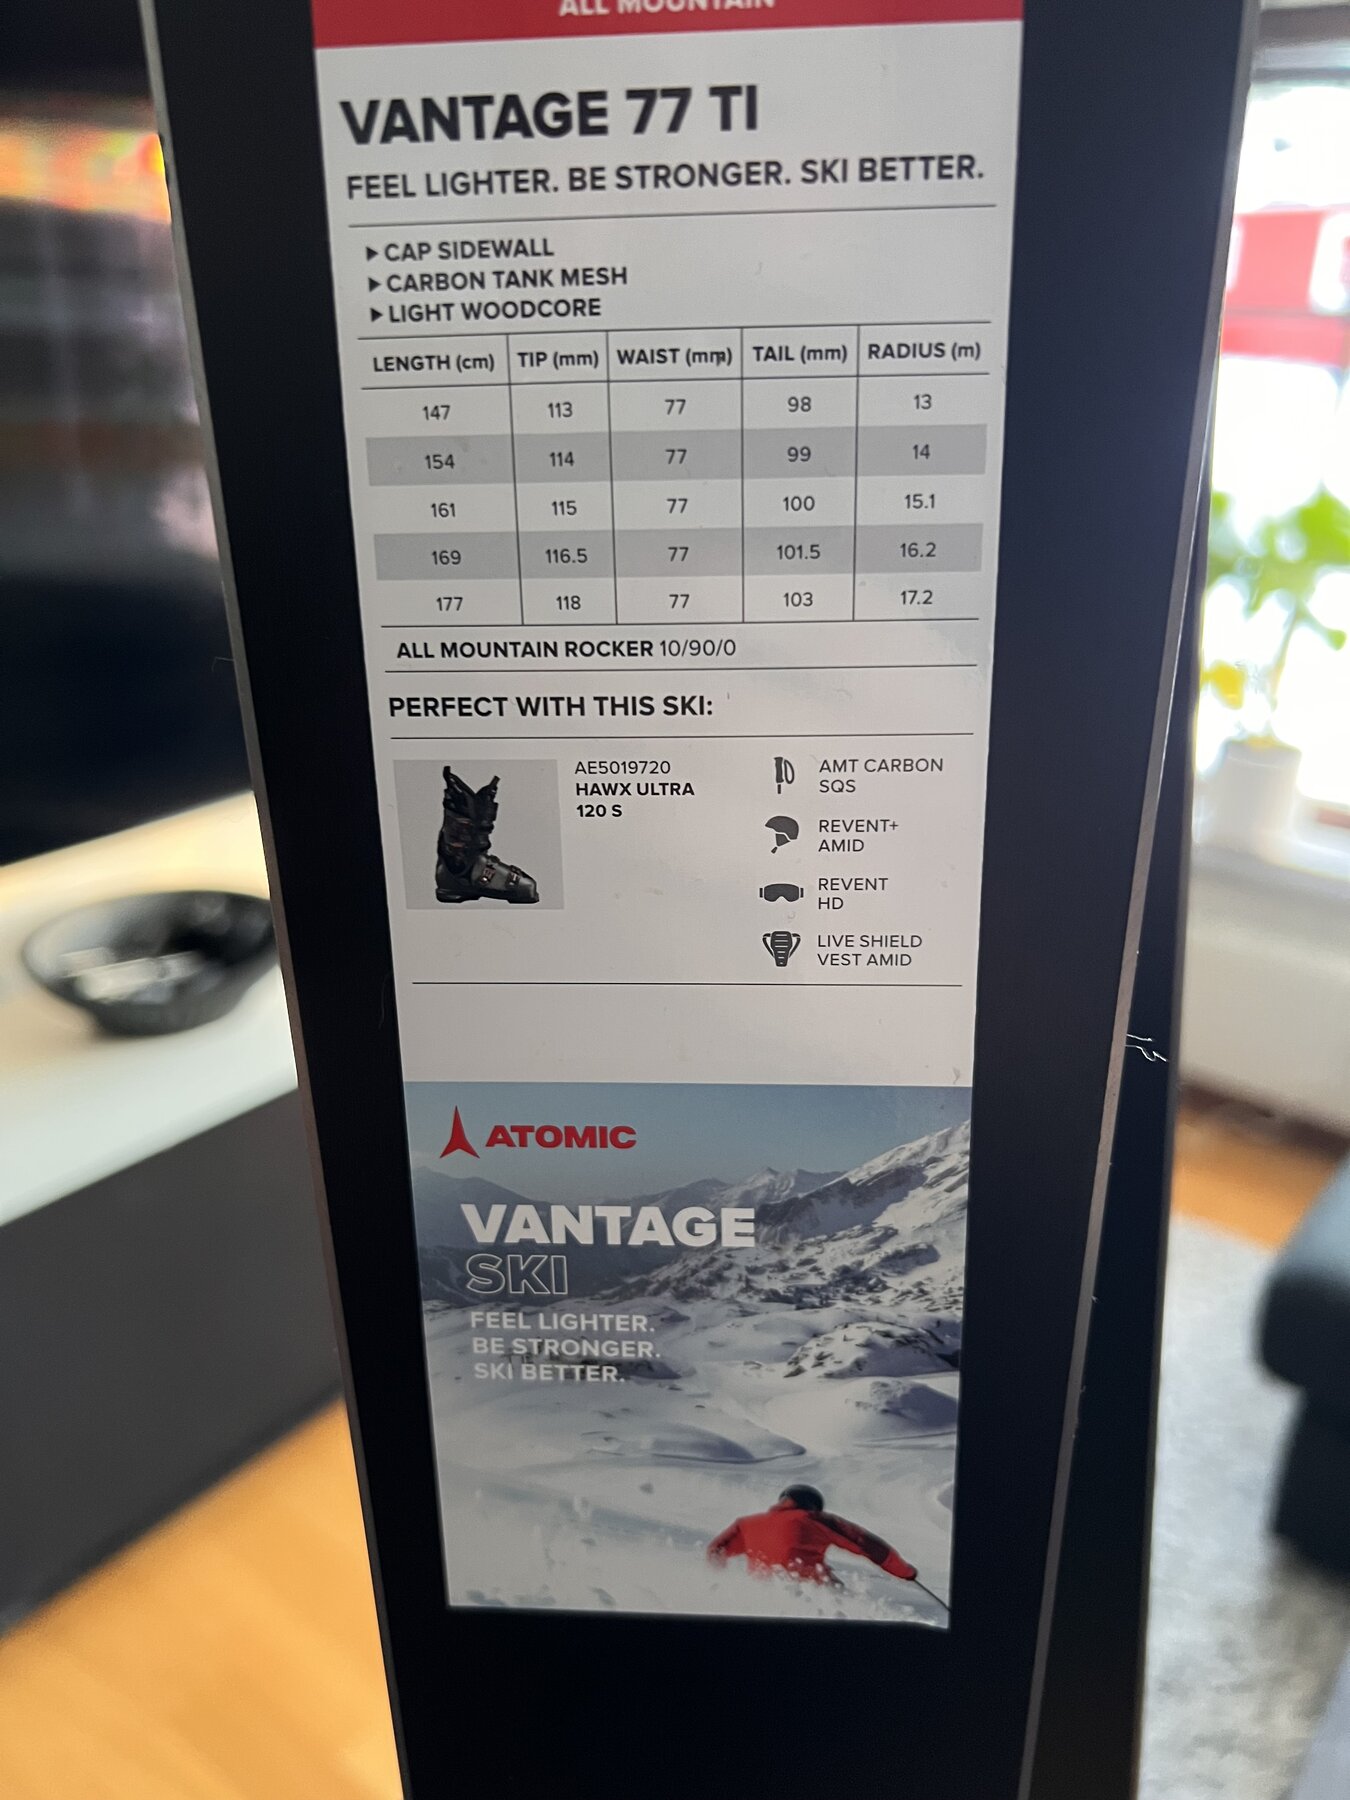 ALL MOUNTAIN
VANTAGE 77 TI
FEEL LIGHTER. BE STRONGER. SKI BETTER.
▶ CAP SIDEWALL
▶ CARBON TANK MESH
▶ LIGHT WOODCORE
LENGTH (cm) TIP (mm) WAIST (mm) TAIL (mm) RADIUS (m)
147 113 77 98 13
154 114 77 99 14
161 115 77 100 15.1
169 116.5 77 101.5 16.2
177 118 77 103 17.2
ALL MOUNTAIN ROCKER 10/90/0
PERFECT WITH THIS SKI:
AE5019720
HAWX ULTRA
120 S
AMT CARBON
SQS
REVENT+
AMID
REVENT
HD
LIVE SHIELD
VEST AMID
ATOMIC
VANTAGE
SKI
FEEL LIGHTER.
BE STRONGER.
SKI BETTER.